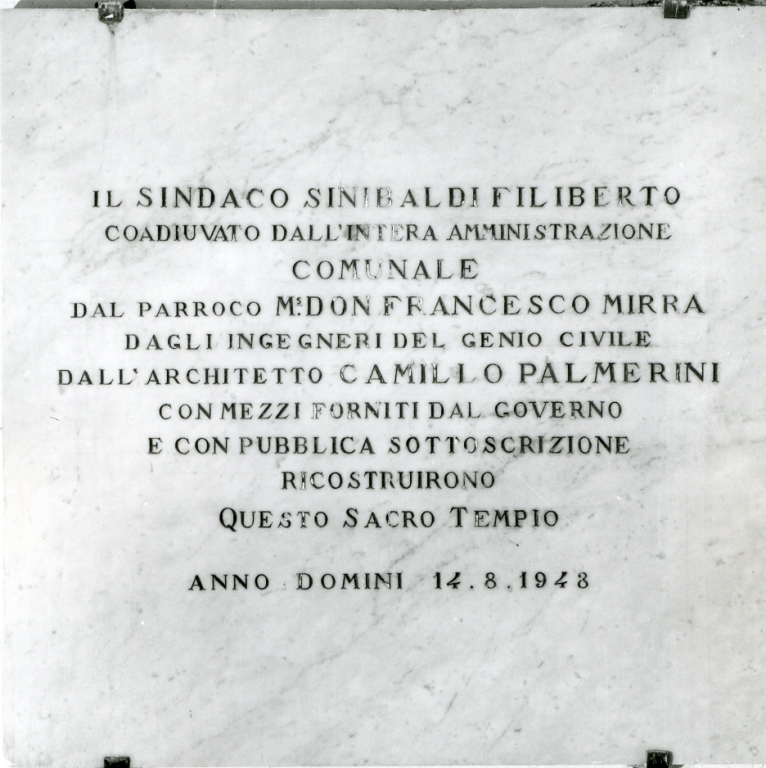 IL SINDACO SINIBALDI FILIBERTO
COADIUVATO DALL'INTERA AMMINISTRAZIONE
COMUNALE
DAL PARROCO Mˢ. DON FRANCESCO MIRRA
DAGLI INGEGNERI DEL GENIO CIVILE
DALL'ARCHITETTO CAMILLO PALMERINI
CON MEZZI FORNITI DAL GOVERNO
E CON PUBBLICA SOTTOSCRIZIONE
RICOSTRUIRONO
QUESTO SACRO TEMPIO
ANNO DOMINI 14.8.1948